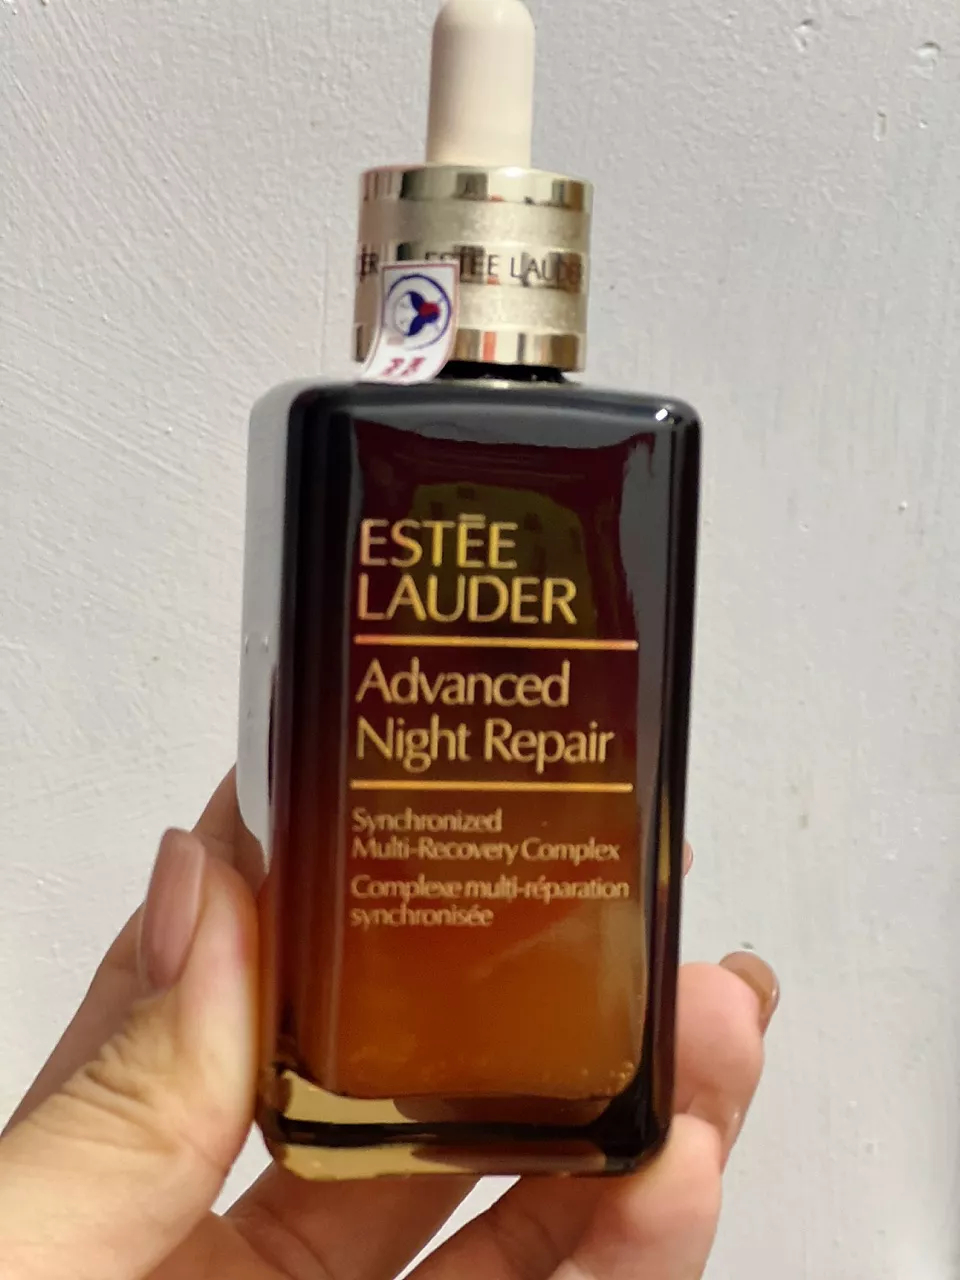 ESTĒE LAUDER
ESTĒE
LAUDER
Advanced
Night Repair
Synchronized
Multi-Recovery Complex
Complexe multi-réparation
synchronisée